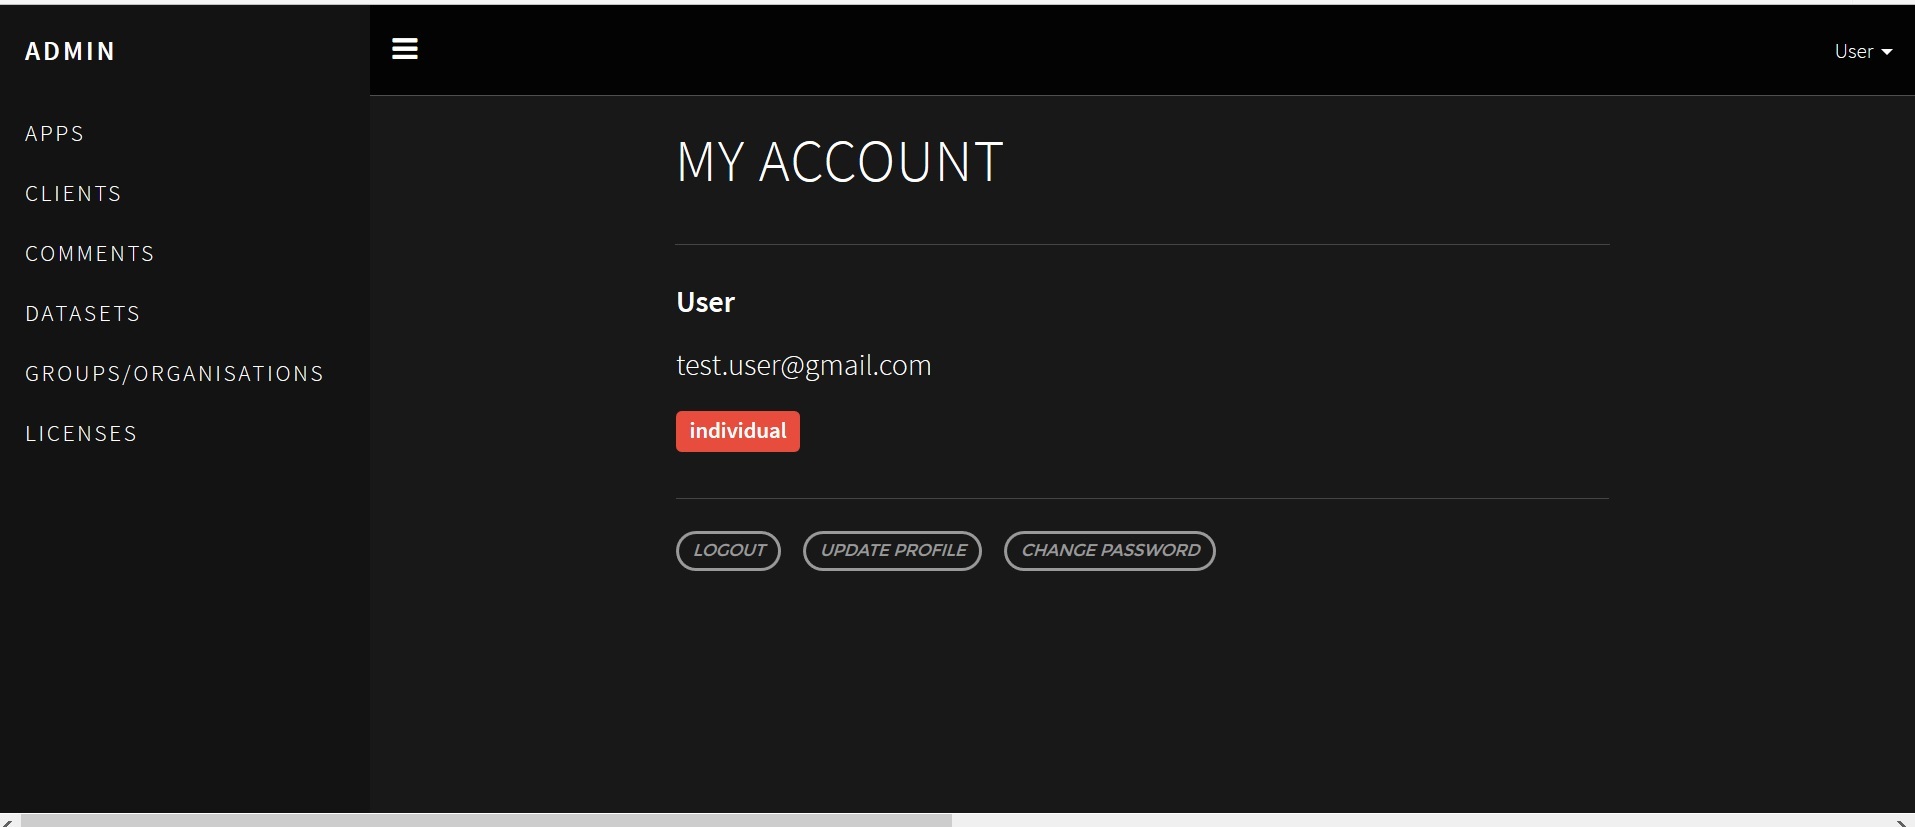 ADMIN
APPS
CLIENTS
COMMENTS
DATASETS
GROUPS/ORGANISATIONS
LICENSES
User
MY ACCOUNT
User
test.user@gmail.com
individual
LOGOUT UPDATE PROFILE CHANGE PASSWORD